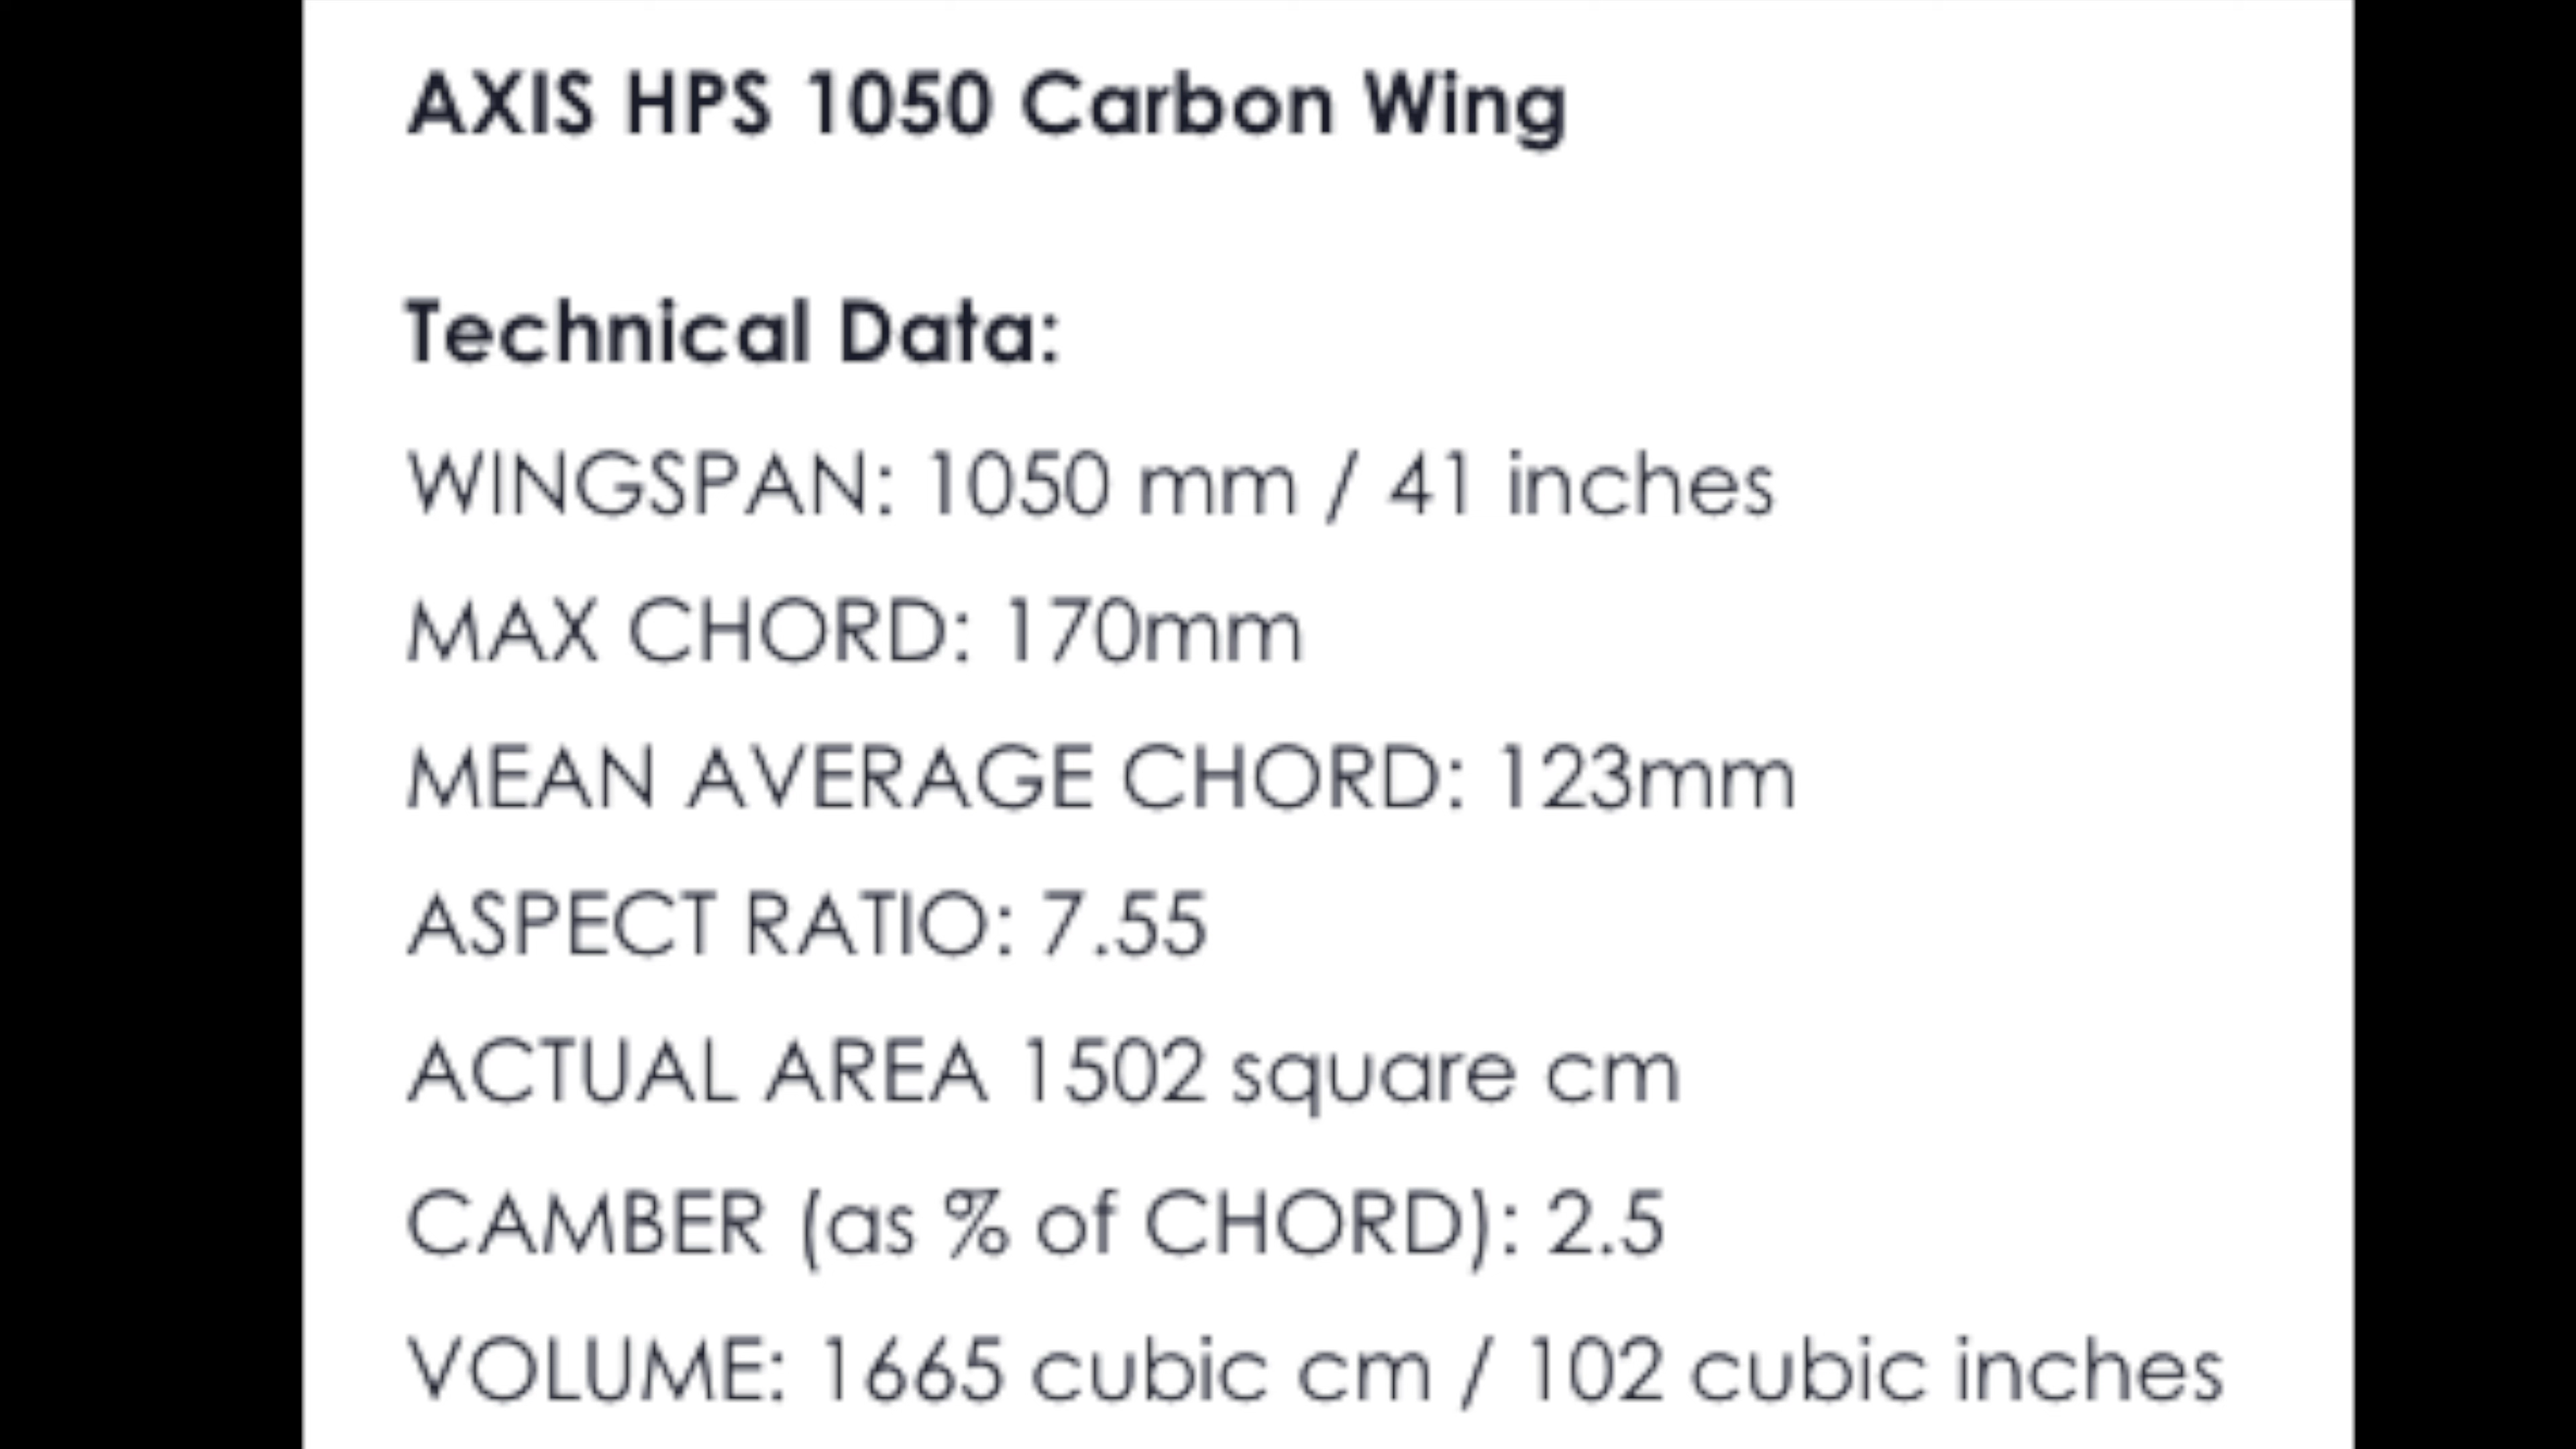 AXIS HPS 1050 Carbon Wing
Technical Data:
WINGSPAN: 1050 mm / 41 inches
MAX CHORD: 170mm
MEAN AVERAGE CHORD: 123mm
ASPECT RATIO: 7.55
ACTUAL AREA 1502 square cm
CAMBER (as % of CHORD): 2.5
VOLUME: 1665 cubic cm / 102 cubic inches